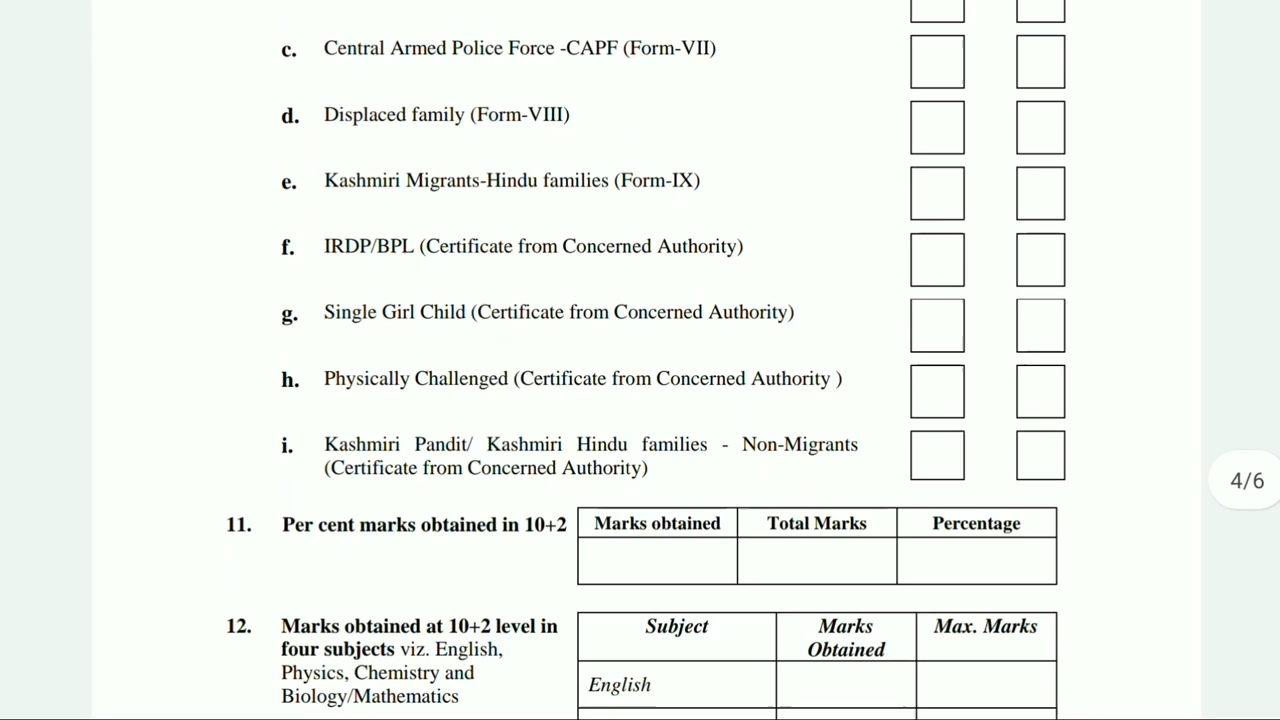 c. Central Armed Police Force -CAPF (Form-VII)
d. Displaced family (Form-VIII)
e. Kashmiri Migrants-Hindu families (Form-IX)
f. IRDP/BPL (Certificate from Concerned Authority)
g. Single Girl Child (Certificate from Concerned Authority)
h. Physically Challenged (Certificate from Concerned Authority )
i. Kashmiri Pandit/ Kashmiri Hindu families - Non-Migrants
(Certificate from Concerned Authority)
4/6
11. Per cent marks obtained in 10+2 Marks obtained Total Marks Percentage
12. Marks obtained at 10+2 level in
four subjects viz. English,
Physics, Chemistry and
Biology/Mathematics
Subject Marks Obtained Max. Marks
English